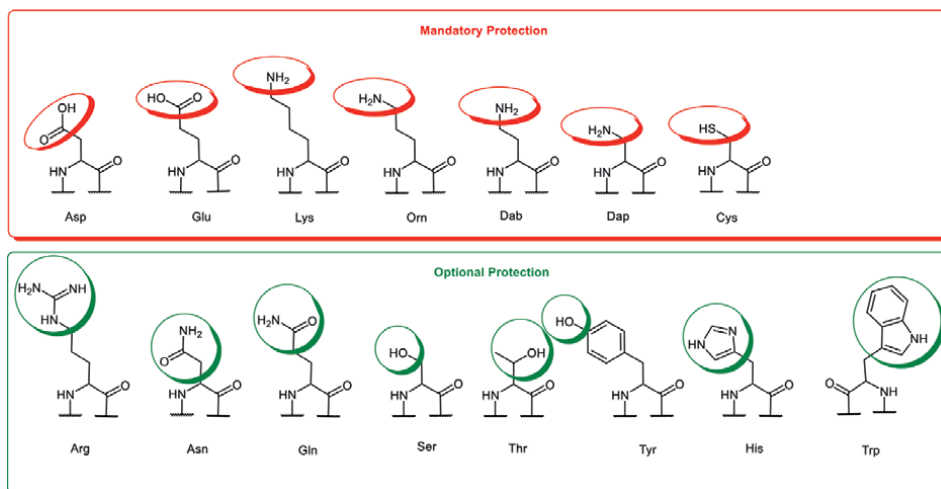 Mandatory Protection
OH
O
HN
O
Asp
HO
O
HN
O
Glu
NH2
HN
O
Lys
H2N
HN
O
Orn
NH2
HN
O
Dab
H2N
HN
O
Dap
HS
HN
O
Cys
Optional Protection
H2N
NH
HN
HN
O
Arg
NH2
O
HN
O
Asn
H2N
O
HN
O
Gln
HO
HN
O
Ser
OH
HN
O
Thr
HO
HN
O
Tyr
HN
N
HN
O
His
NH
O
HN
Trp